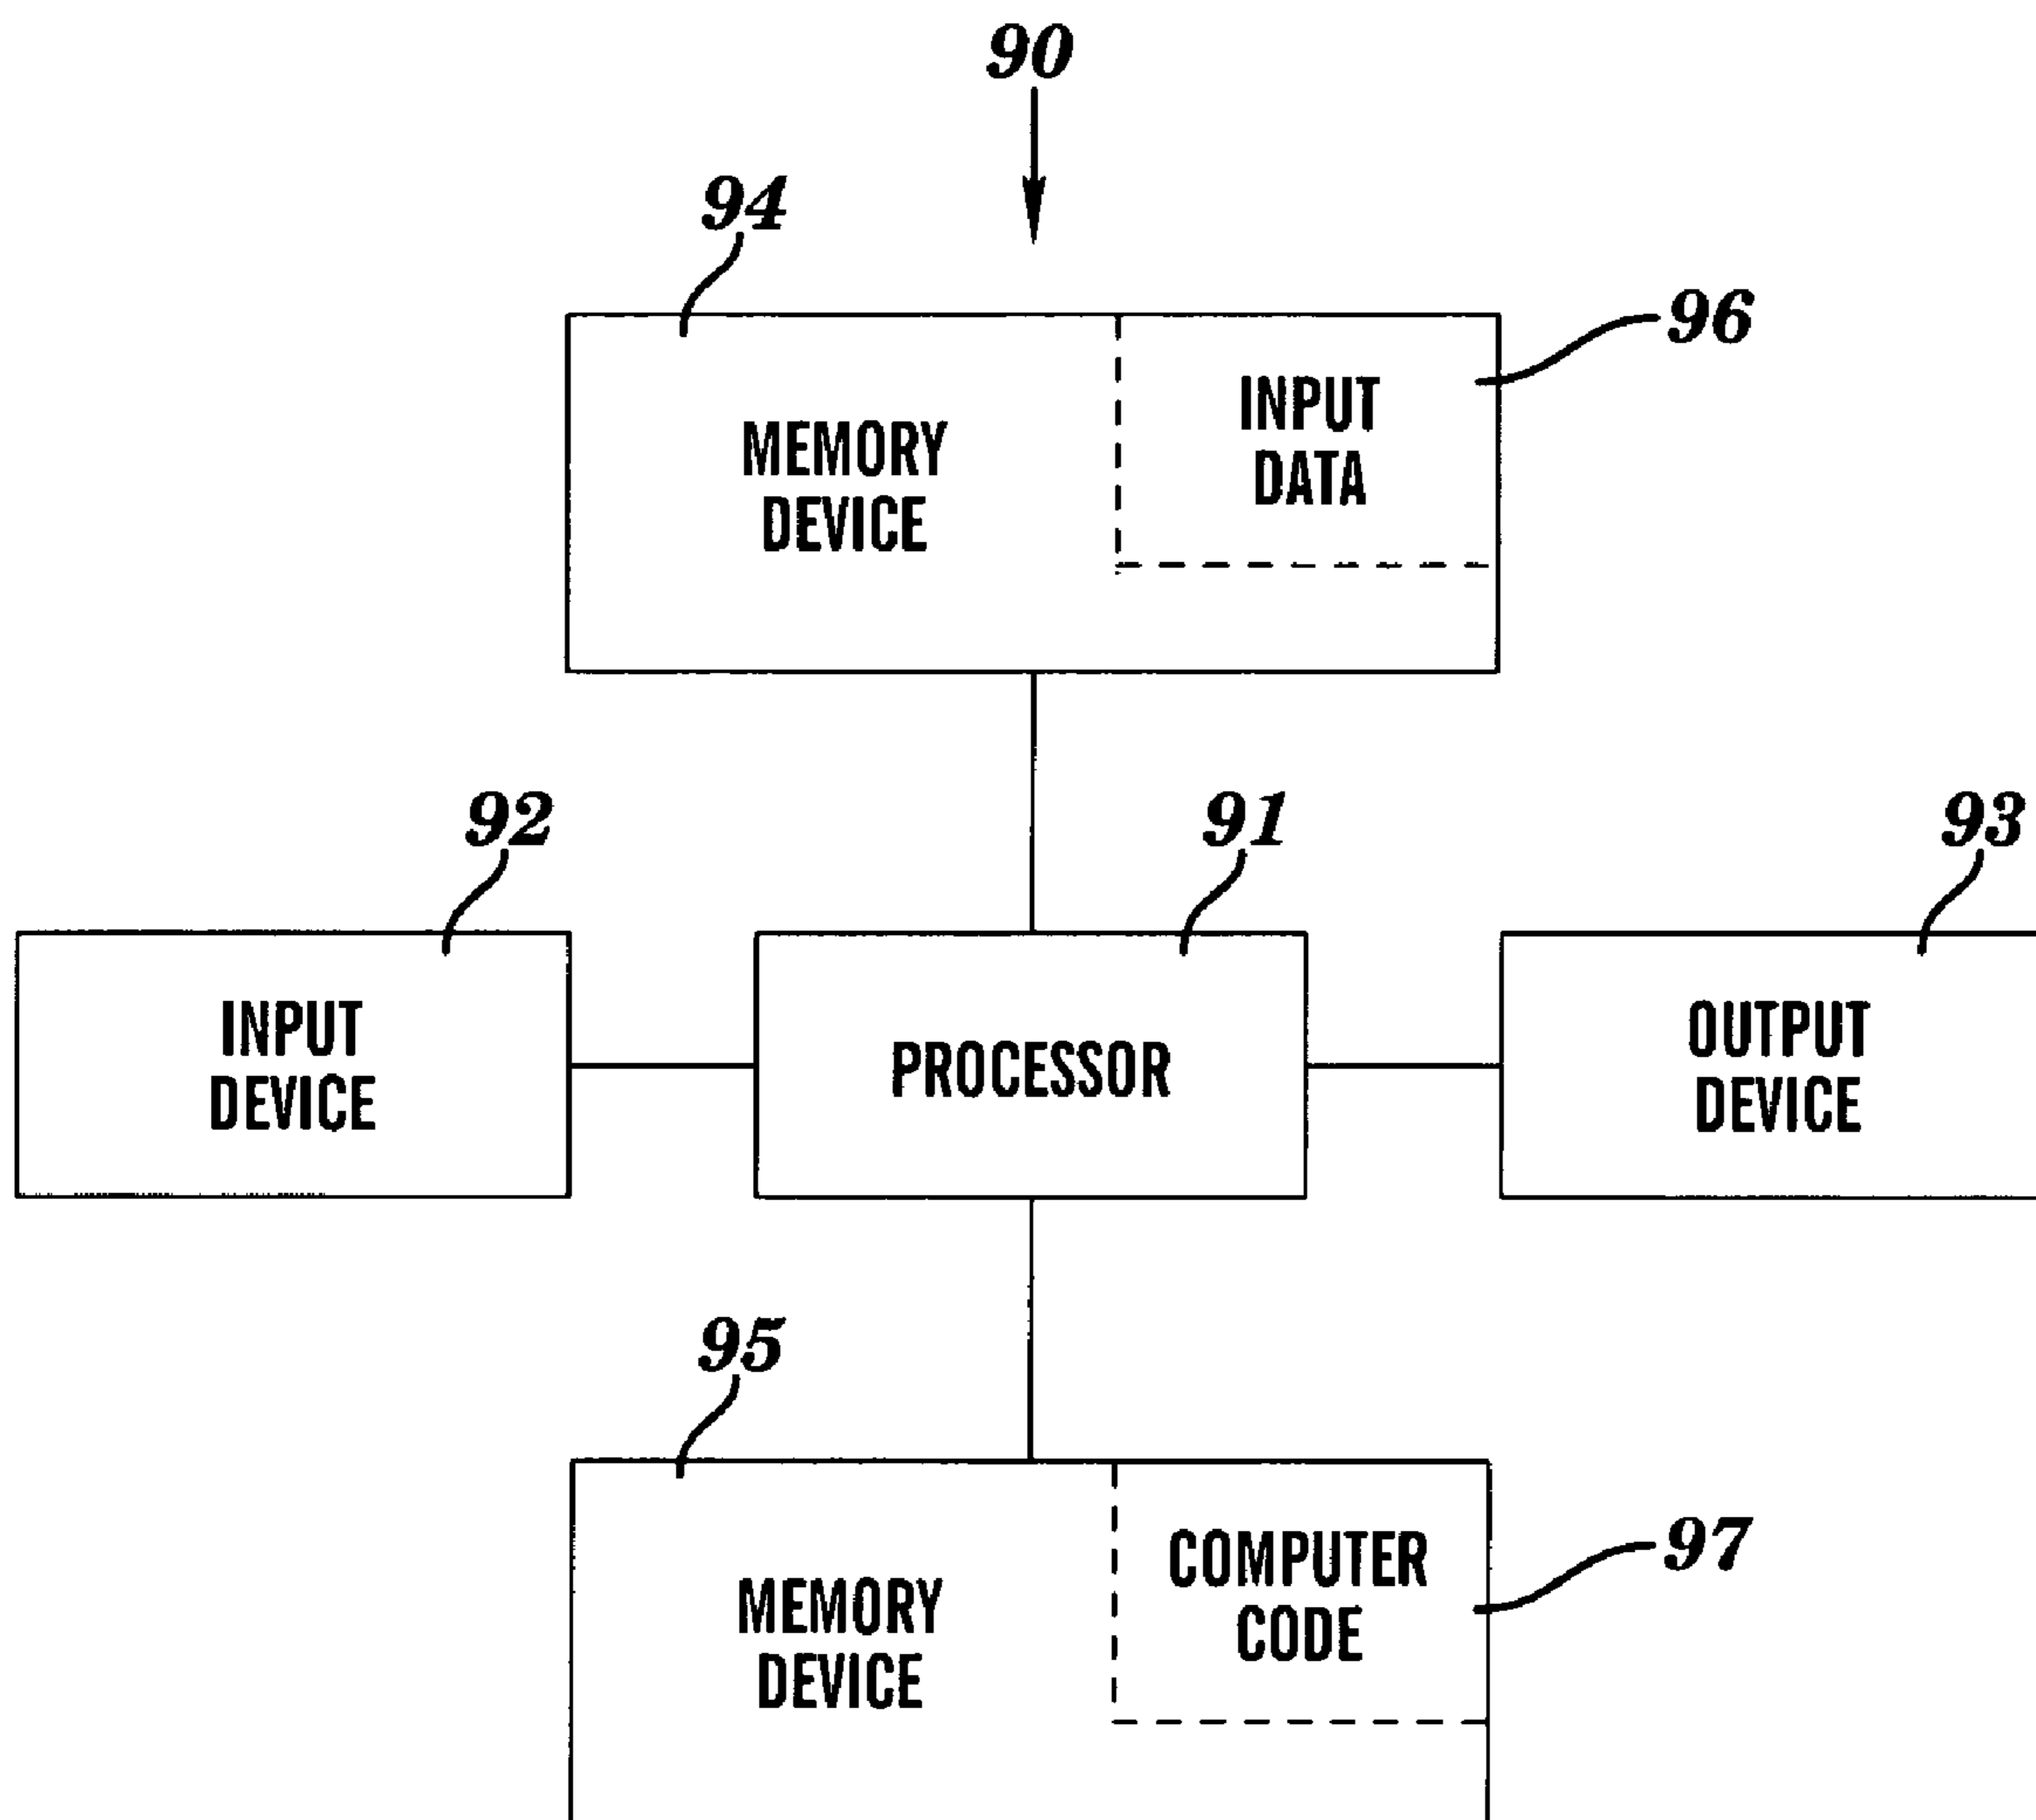 90
94
96
MEMORY
DEVICE
INPUT
DATA
92
91
93
INPUT
DEVICE
PROCESSOR
OUTPUT
DEVICE
95
97
MEMORY
DEVICE
COMPUTER
CODE